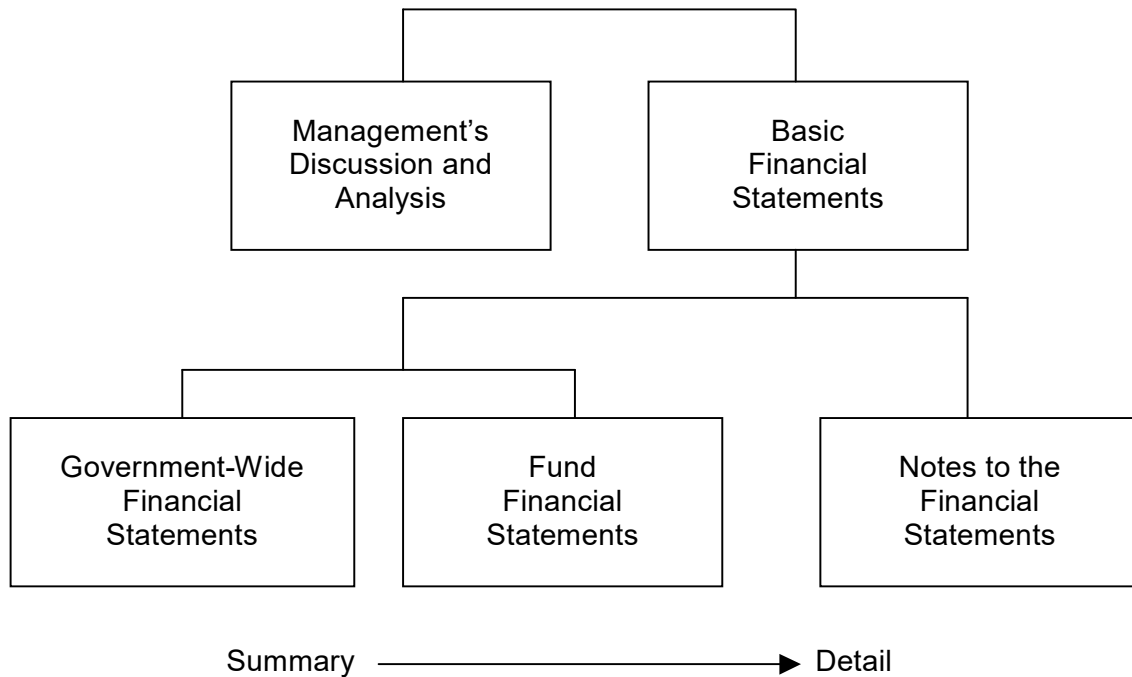 Management’s
Discussion and
Analysis
Basic
Financial
Statements
Government-Wide
Financial
Statements
Fund
Financial
Statements
Notes to the
Financial
Statements
Summary Detail